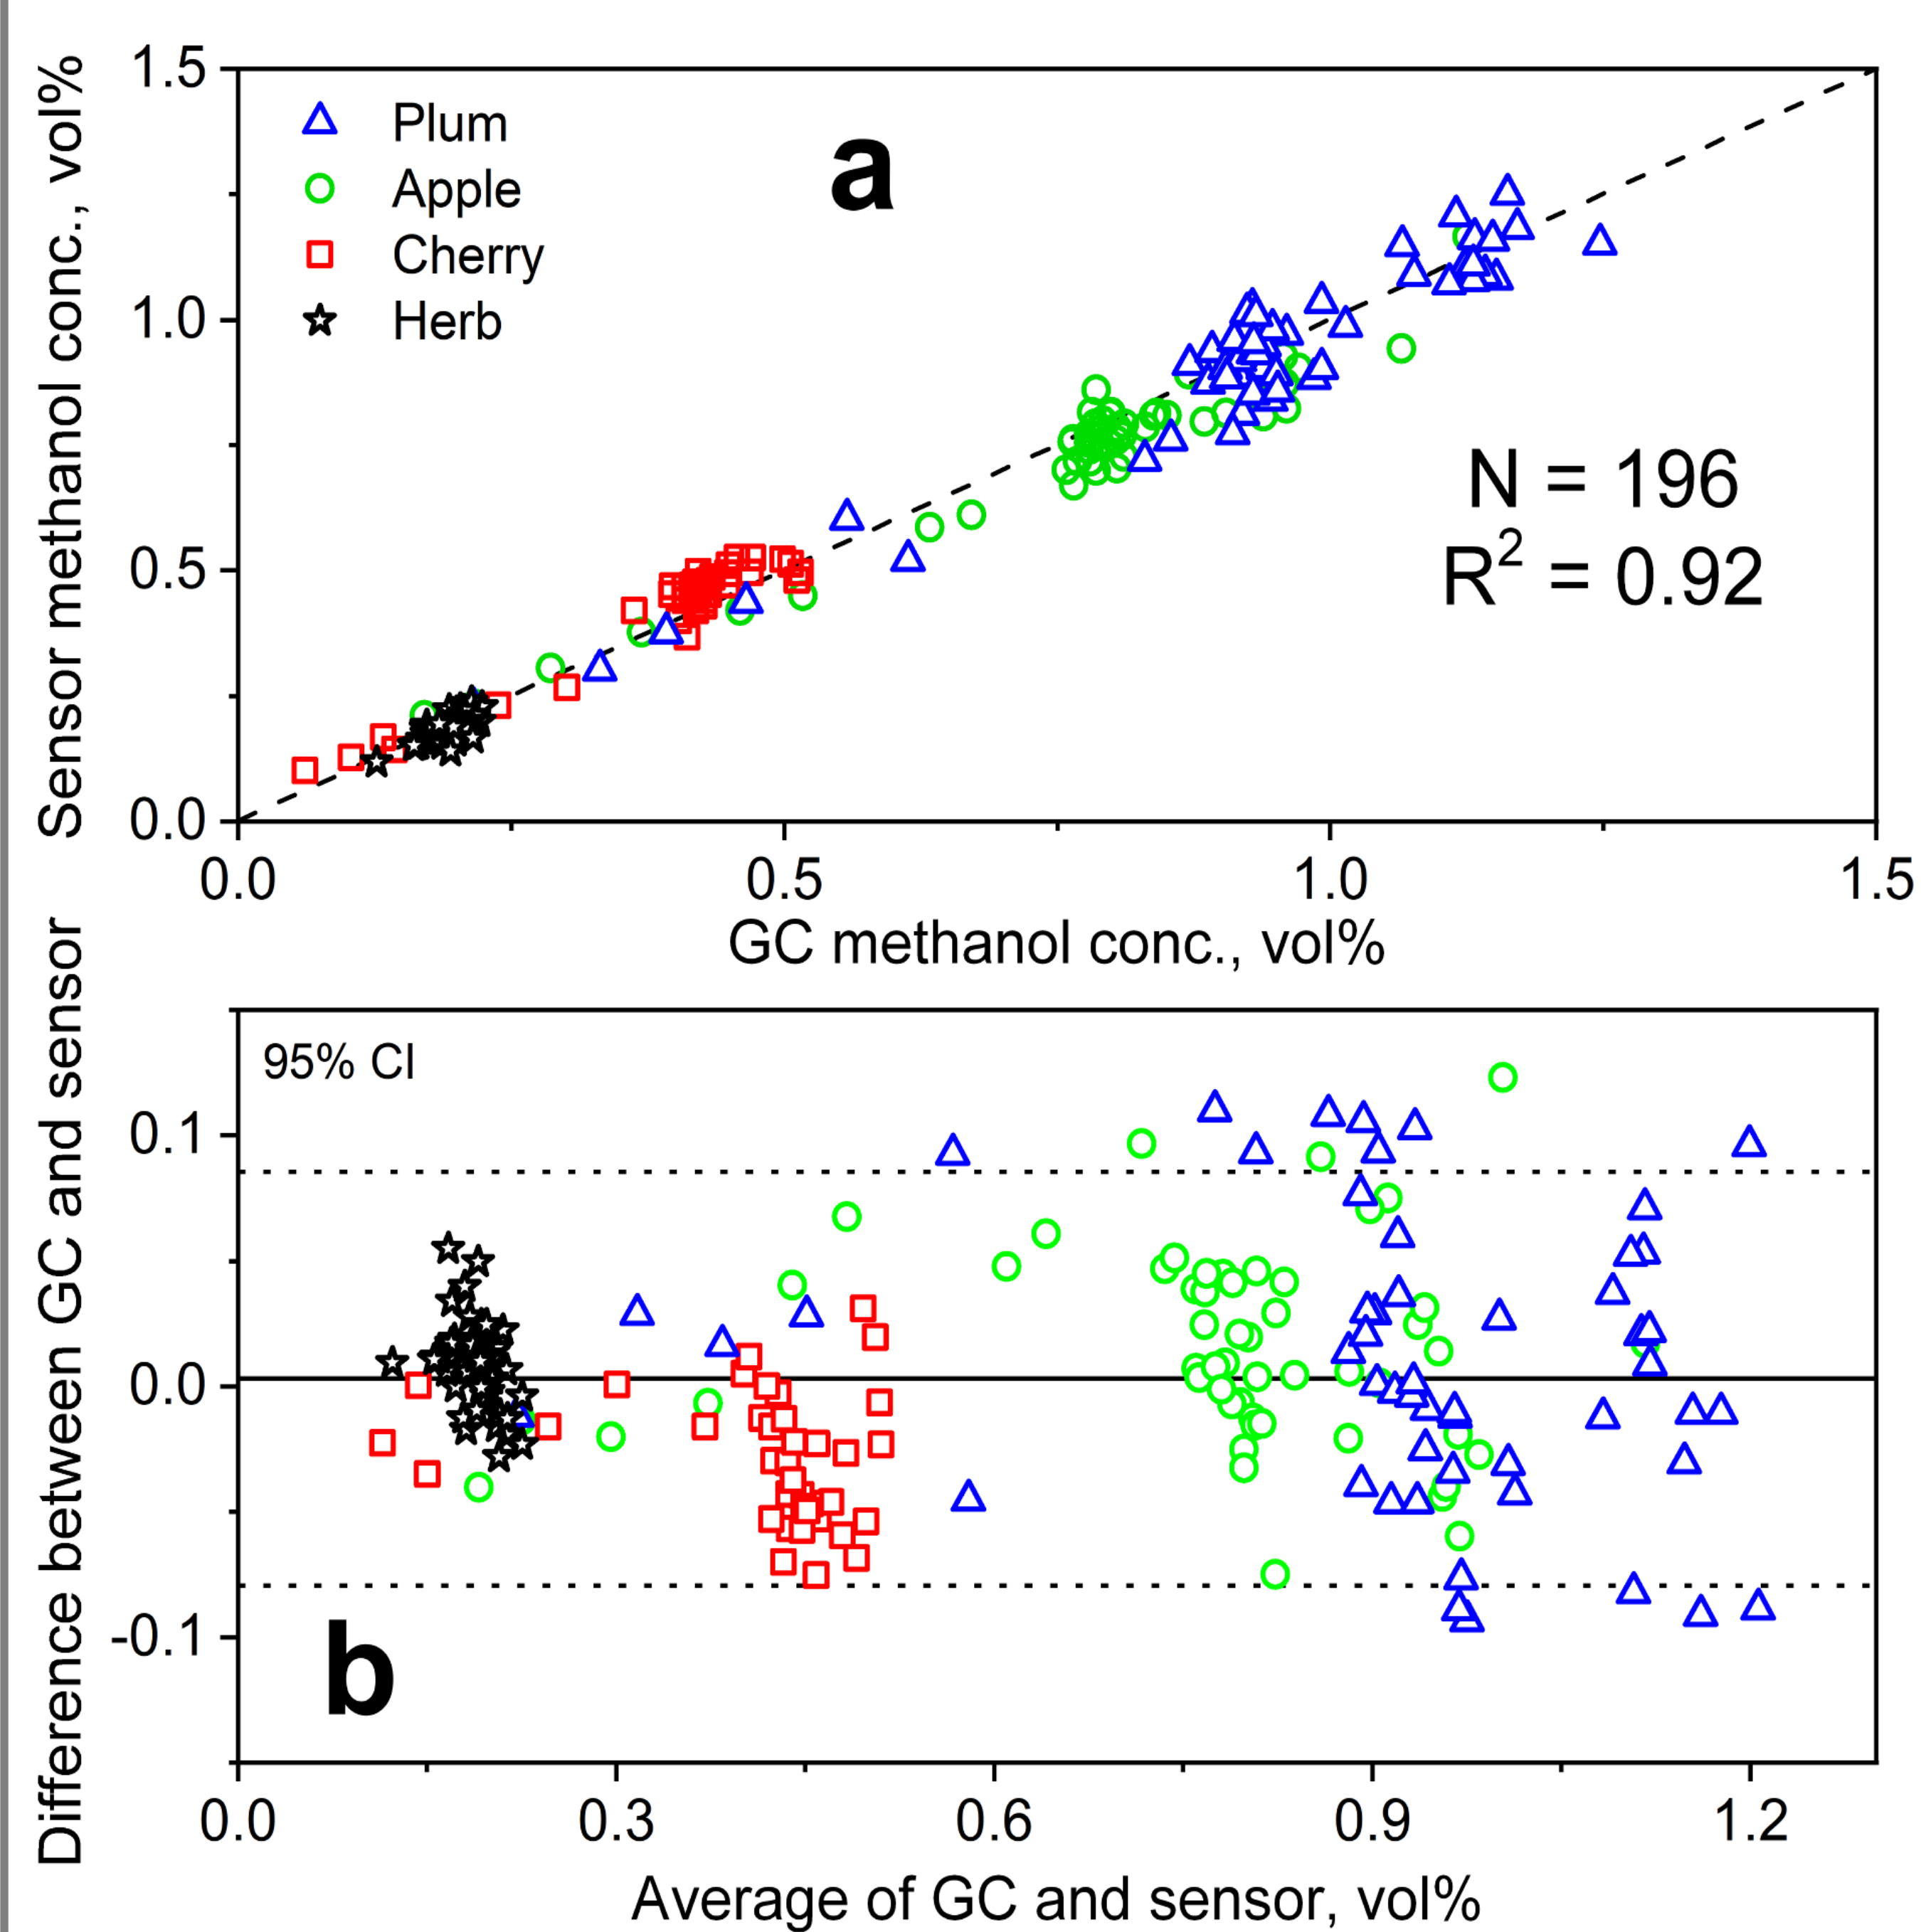 Sensor methanol conc., vol%
1.5
1.0
0.5
0.0
Plum
Apple
Cherry
Herb
a
N = 196
R² = 0.92
0.0 0.5 1.0 1.5
GC methanol conc., vol%
Difference between GC and sensor
95% CI
0.1
0.0
-0.1
b
0.0 0.3 0.6 0.9 1.2
Average of GC and sensor, vol%